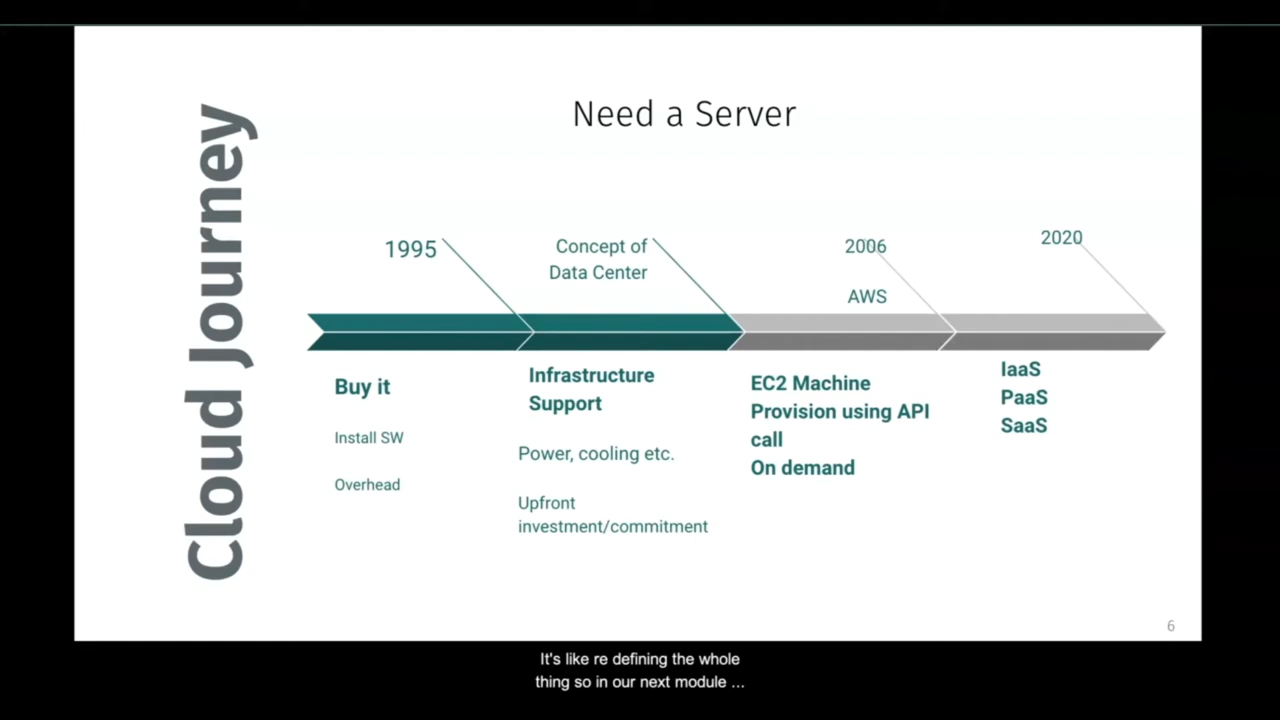 Cloud Journey
Need a Server
1995
Concept of
Data Center
2006
AWS
2020
Buy it
Install SW
Overhead
Infrastructure
Support
Power, cooling etc.
Upfront
investment/commitment
EC2 Machine
Provision using API
call
On demand
IaaS
PaaS
SaaS
6
It's like re defining the whole
thing so in our next module ...